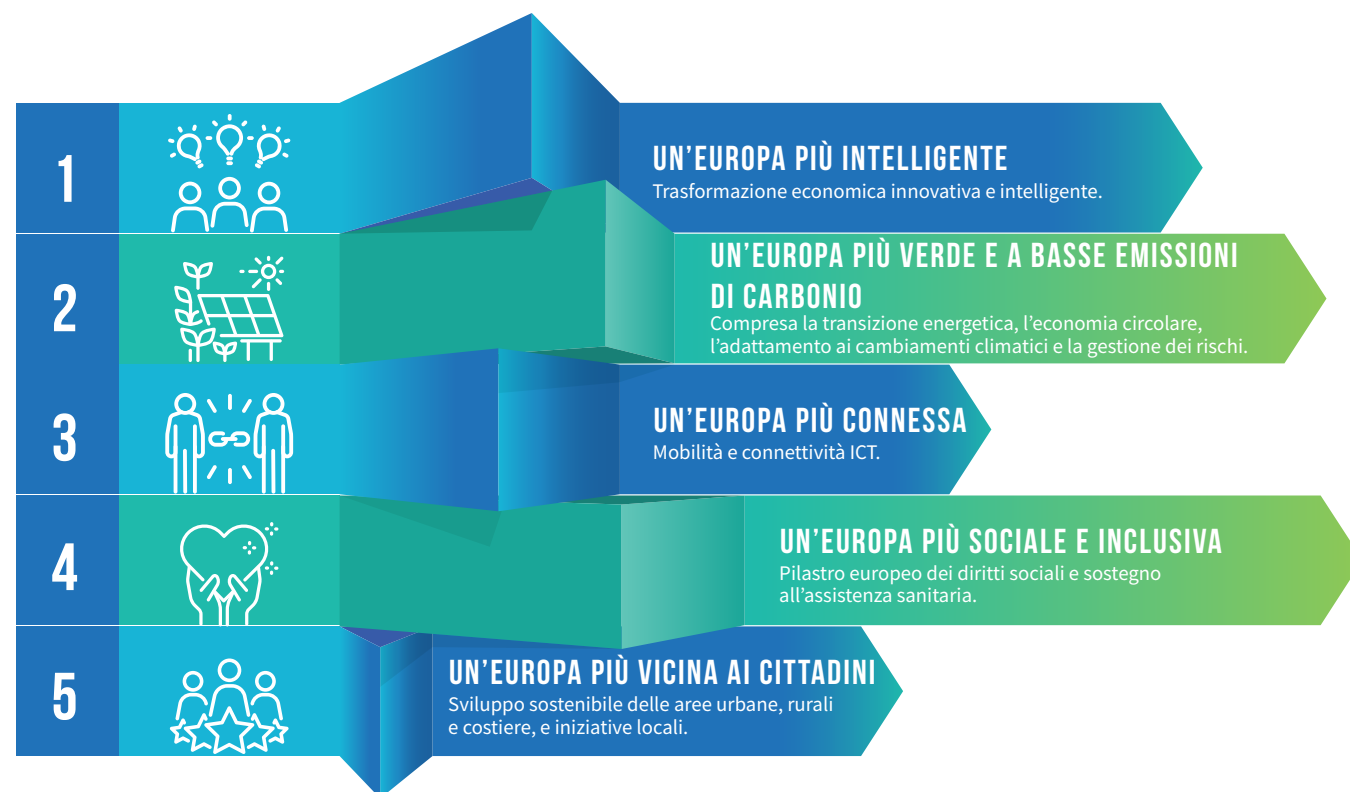 1
UN'EUROPA PIÙ INTELLIGENTE
Trasformazione economica innovativa e intelligente.
2
UN'EUROPA PIÙ VERDE E A BASSE EMISSIONI
DI CARBONIO
Compresa la transizione energetica, l'economia circolare,
l'adattamento ai cambiamenti climatici e la gestione dei rischi.
3
UN'EUROPA PIÙ CONNESSA
Mobilità e connettività ICT.
4
UN'EUROPA PIÙ SOCIALE E INCLUSIVA
Pilastro europeo dei diritti sociali e sostegno
all'assistenza sanitaria.
5
UN'EUROPA PIÙ VICINA AI CITTADINI
Sviluppo sostenibile delle aree urbane, rurali
e costiere, e iniziative locali.